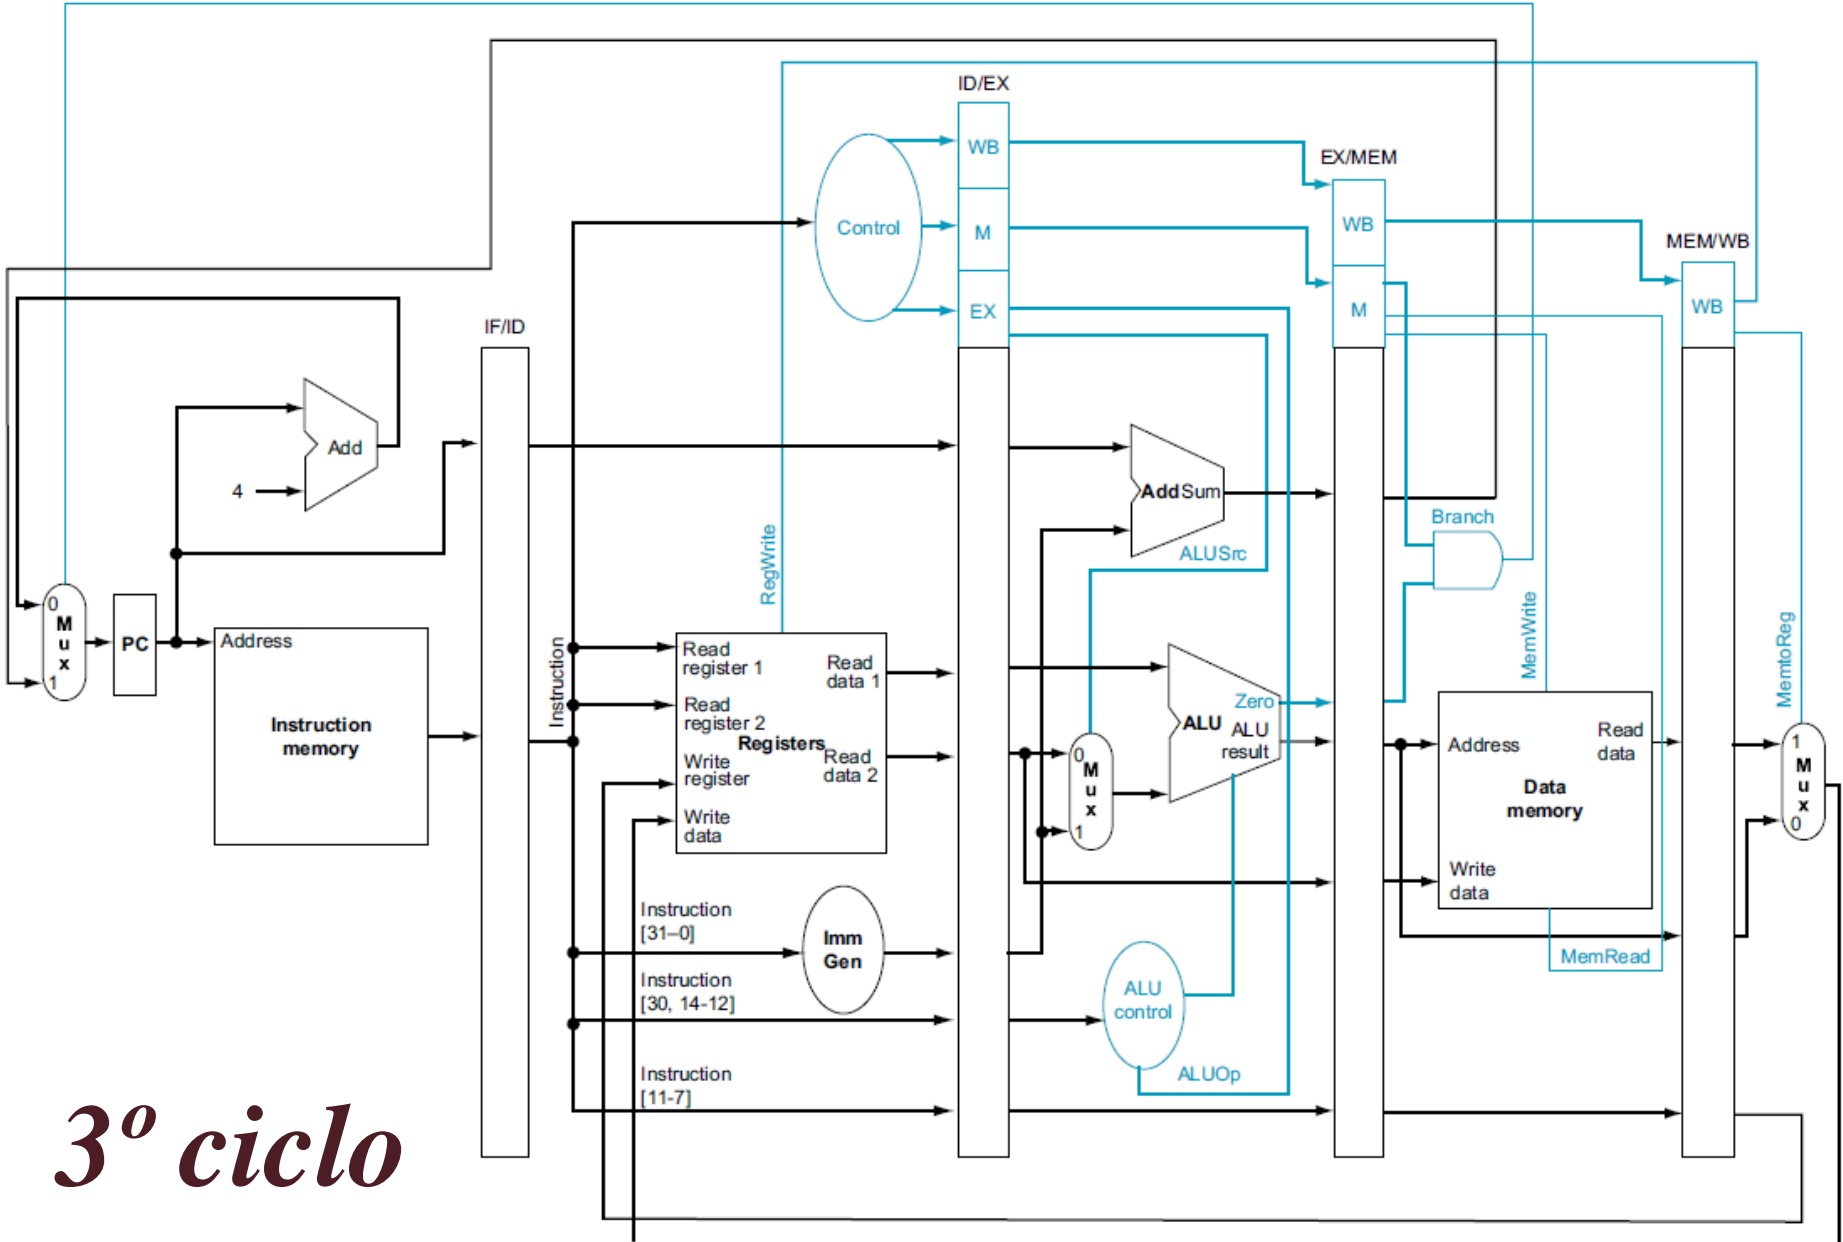 ID/EX
WB
EX/MEM
Control
M
WB
MEM/WB
EX
M
WB
IF/ID
Add
4
Add Sum
Branch
ALUSrc
RegWrite
MemWrite
MemtoReg
0
M
u
x
1
PC
Address
Instruction
memory
Instruction
Read
register 1
Read
data 1
Read
register 2
Registers
Write
register
Read
data 2
Write
data
0
M
u
x
1
Zero
ALU
ALU
result
Address
Read
data
Data
memory
Write
data
1
M
u
x
0
Instruction
[31–0]
Imm
Gen
MemRead
Instruction
[30, 14-12]
ALU
control
Instruction
[11-7]
ALUOp
3º ciclo